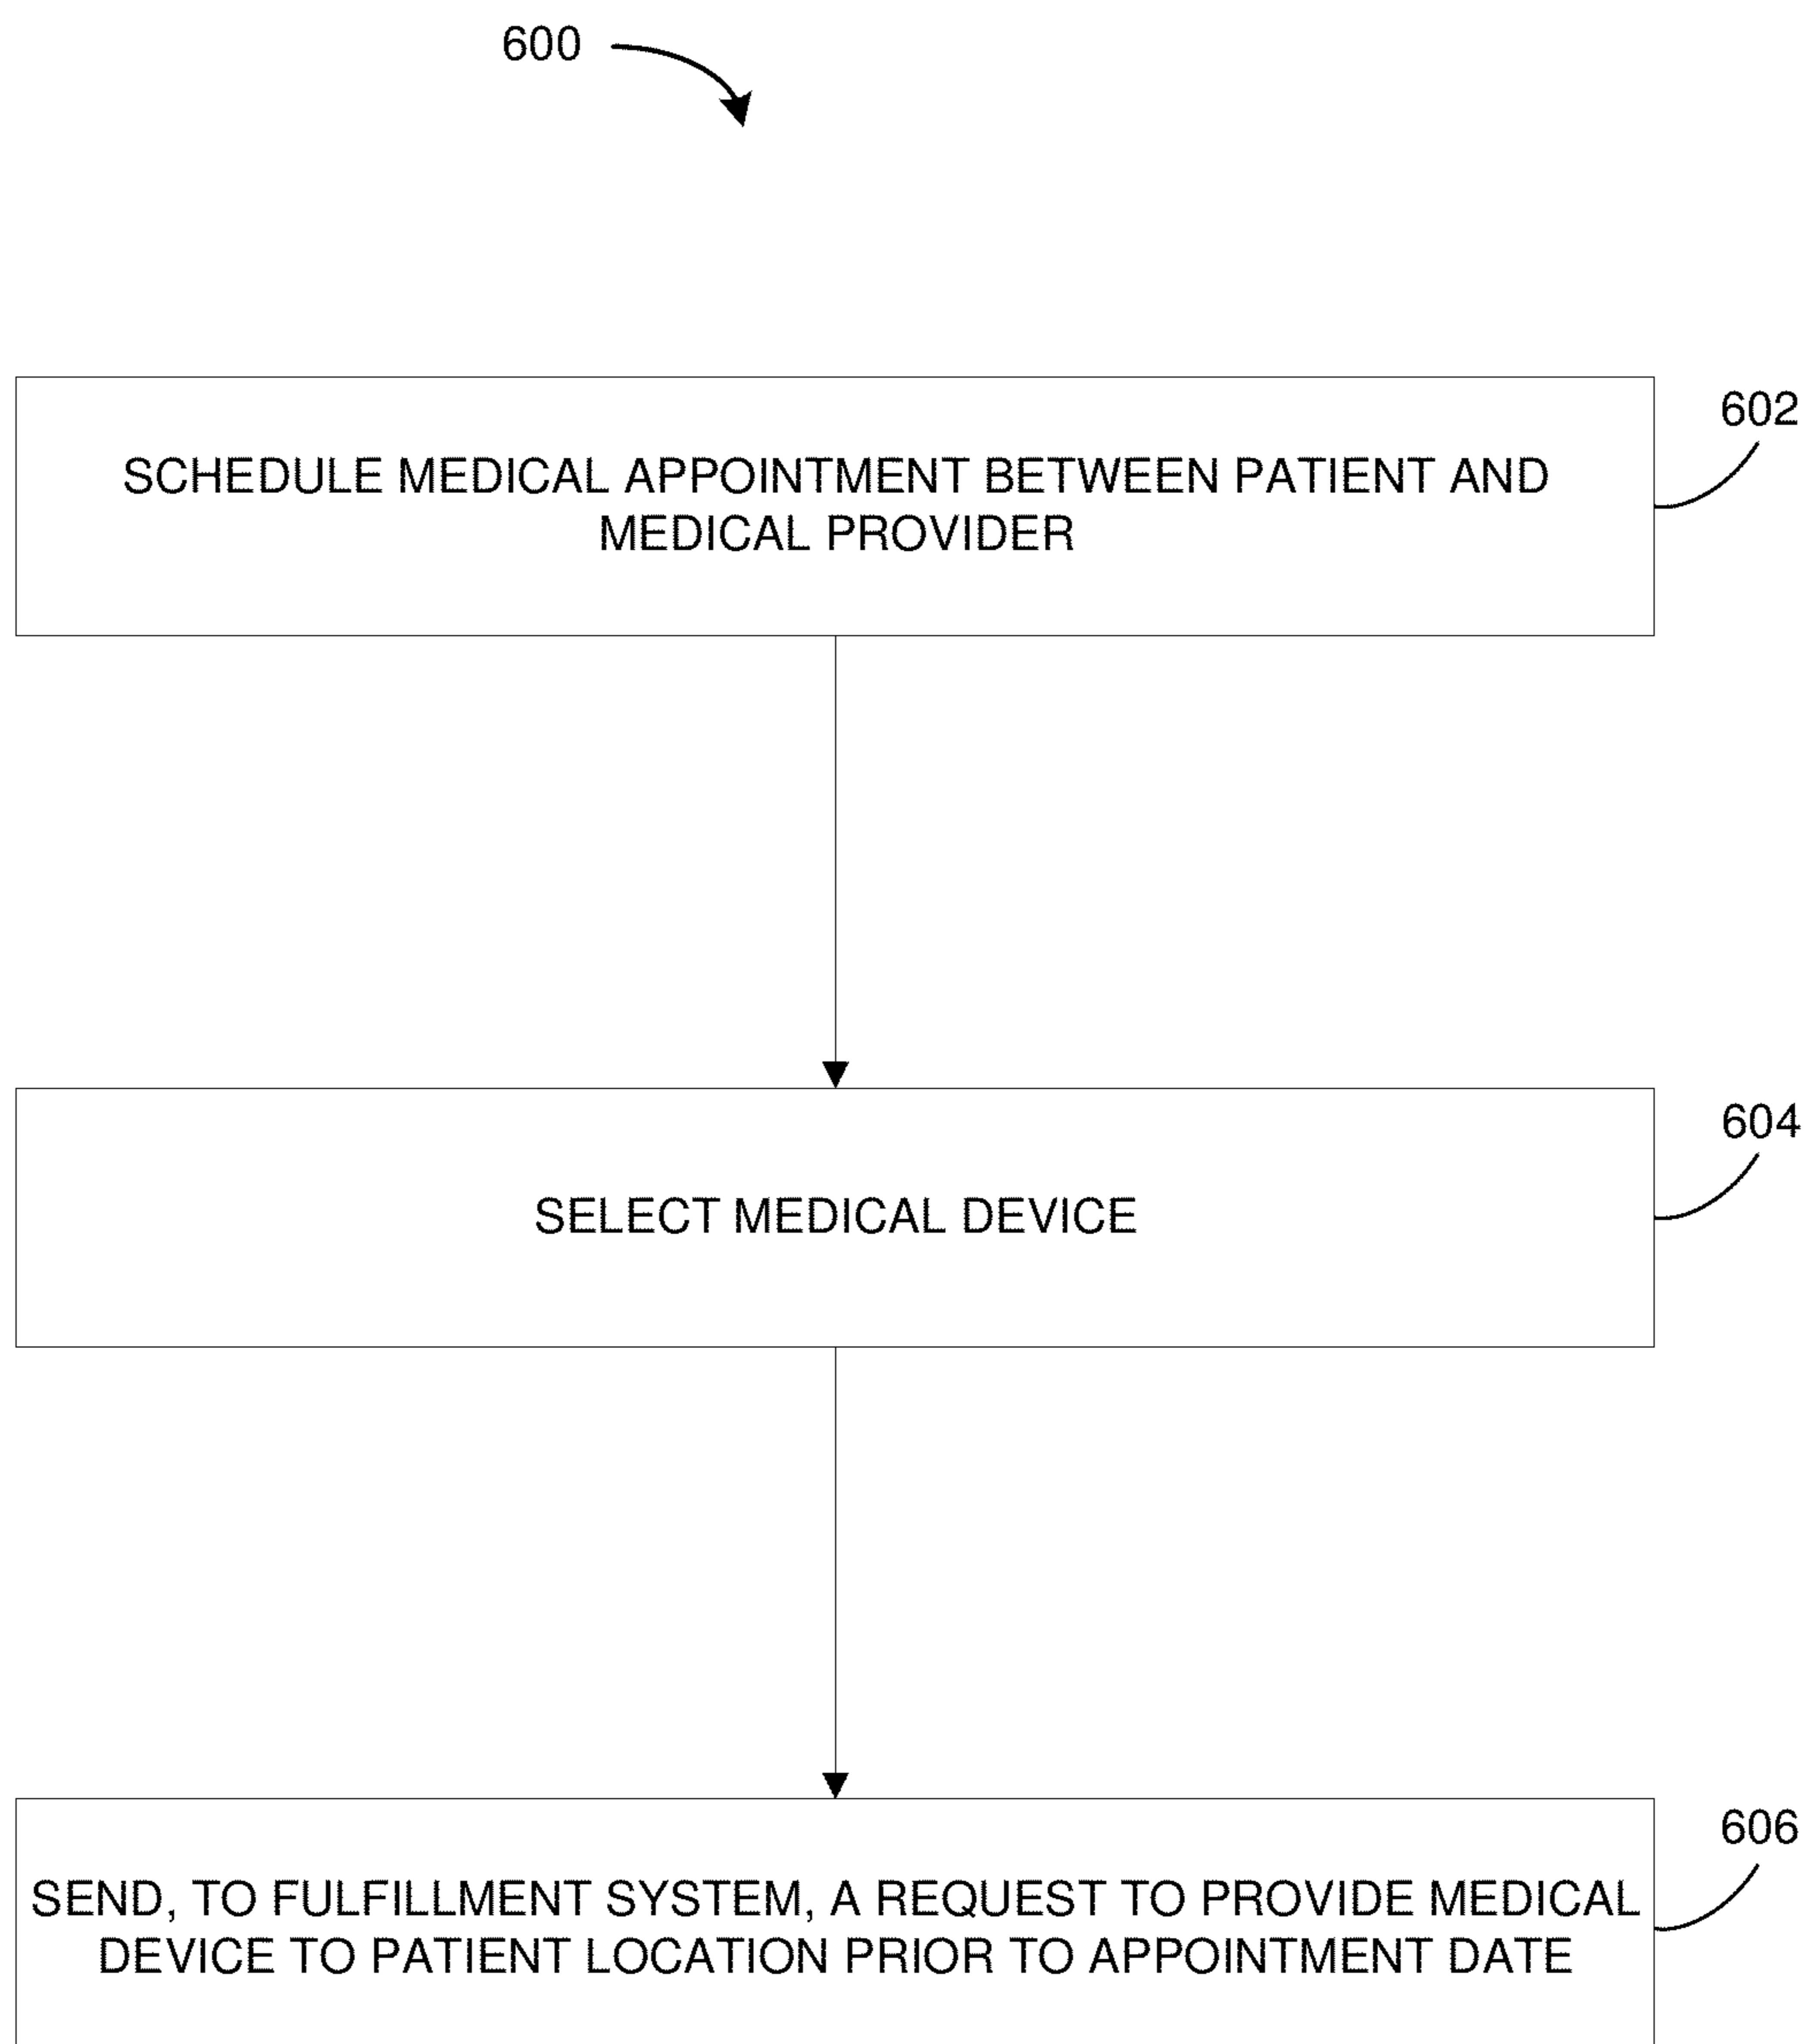 600
602
SCHEDULE MEDICAL APPOINTMENT BETWEEN PATIENT AND
MEDICAL PROVIDER
604
SELECT MEDICAL DEVICE
606
SEND, TO FULFILLMENT SYSTEM, A REQUEST TO PROVIDE MEDICAL
DEVICE TO PATIENT LOCATION PRIOR TO APPOINTMENT DATE